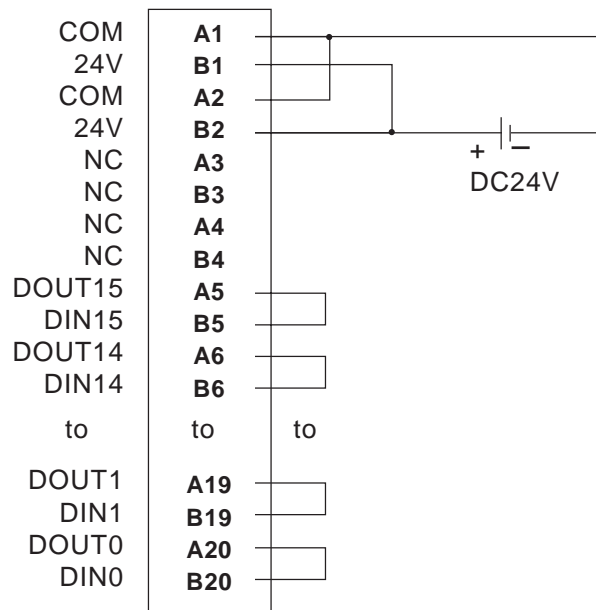 COM A1
24V B1
COM A2
24V B2
NC A3
NC B3
NC A4
NC B4
DOUT15 A5
DIN15 B5
DOUT14 A6
DIN14 B6
to to to
DOUT1 A19
DIN1 B19
DOUT0 A20
DIN0 B20
+ −
DC24V